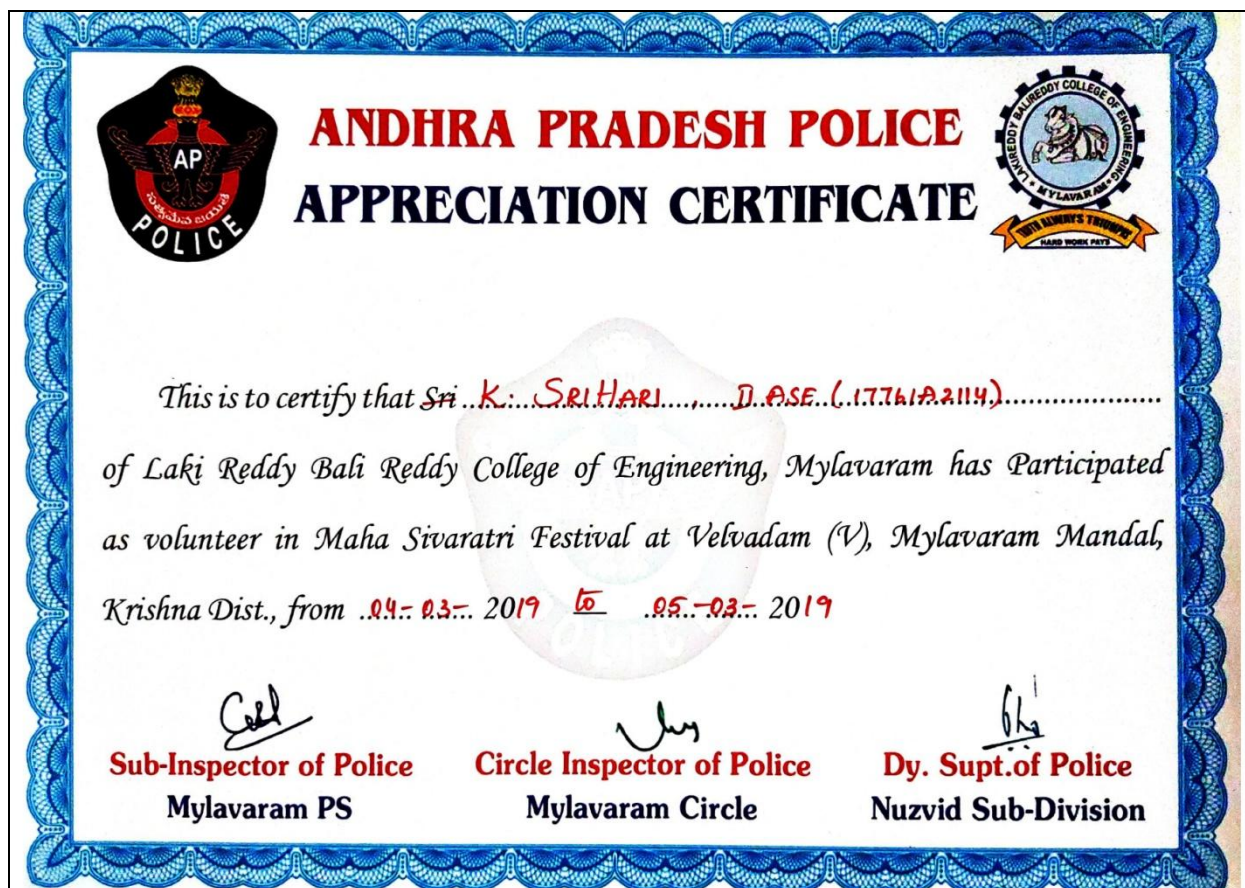 ANDHRA PRADESH POLICE
APPRECIATION CERTIFICATE
AP
సత్యమేవ జయతే
POLICE
LAKIREDDY BALIREDDY COLLEGE OF ENGINEERING
* MYLAVARAM *
TRUTH ALWAYS TRIUMPHS
HARD WORK PAYS
This is to certify that Sri K. SRIHARI, II ASE (17761A2114)
of Laki Reddy Bali Reddy College of Engineering, Mylavaram has Participated
as volunteer in Maha Sivaratri Festival at Velvadam (V), Mylavaram Mandal,
Krishna Dist., from 04-03- 2019 to 05-03- 2019
Sub-Inspector of Police
Mylavaram PS
Circle Inspector of Police
Mylavaram Circle
Dy. Supt.of Police
Nuzvid Sub-Division